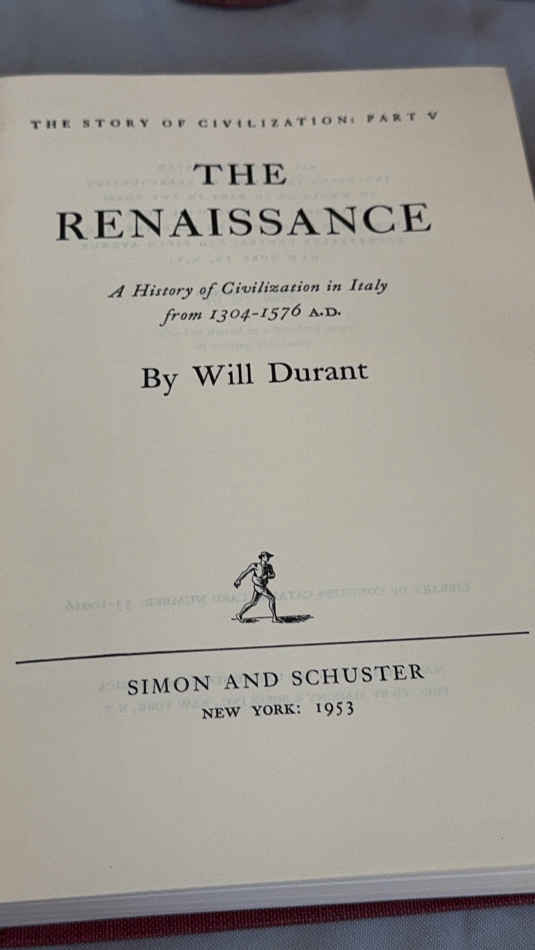 THE STORY OF CIVILIZATION: PART V
THE
RENAISSANCE
A History of Civilization in Italy
from 1304-1576 A.D.
By Will Durant
SIMON AND SCHUSTER
NEW YORK: 1953